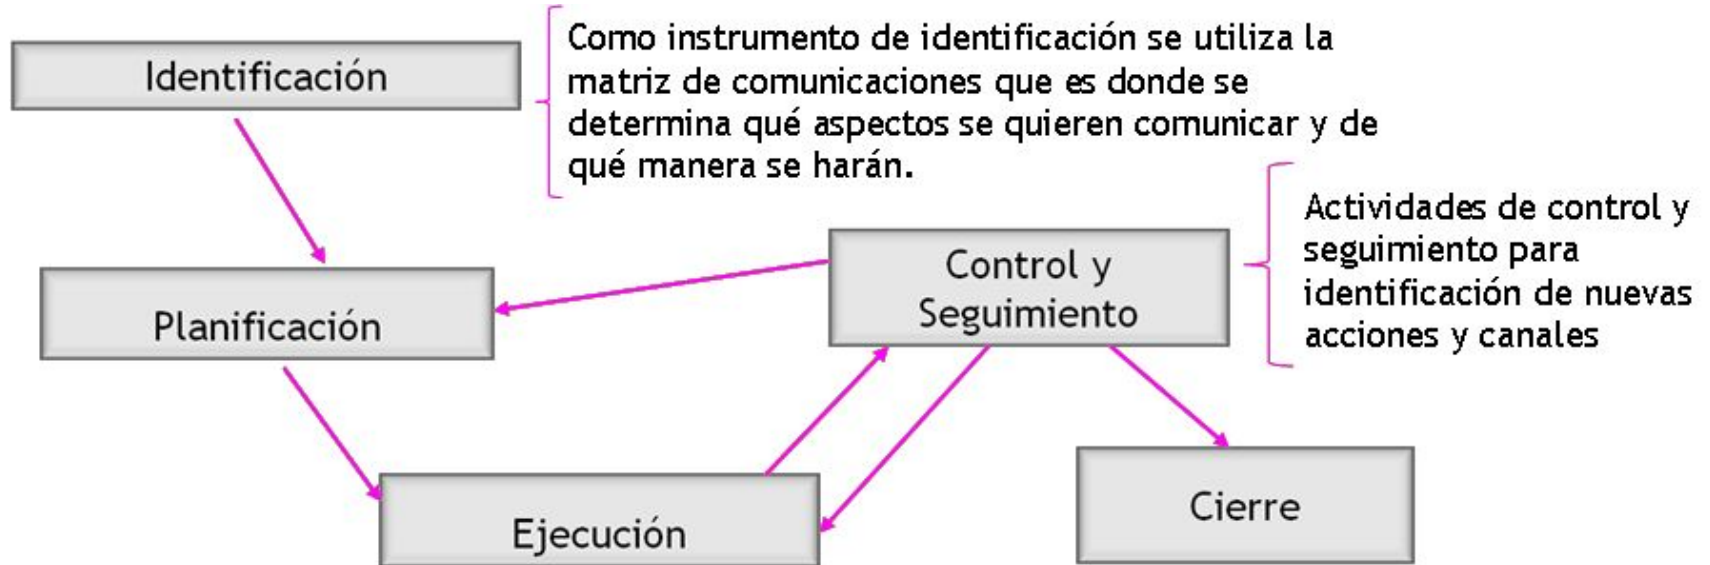 Identificación
Como instrumento de identificación se utiliza la
matriz de comunicaciones que es donde se
determina qué aspectos se quieren comunicar y de
qué manera se harán.
Control y
Seguimiento
Actividades de control y
seguimiento para
identificación de nuevas
acciones y canales
Planificación
Ejecución
Cierre